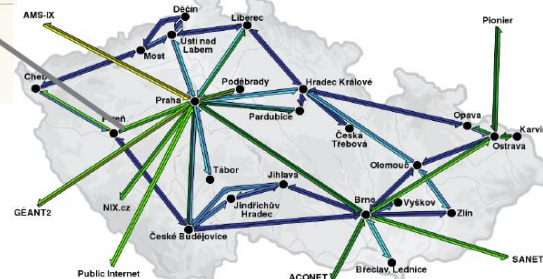 AMS-IX
Děčín
Liberec
Pionier
Ústí nad
Labem
Most
Cheb
Poděbrady
Hradec Králové
Praha
Pardubice
Opava
Plzeň
Česká
Třebová
Ostrava
Olomouc
Tábor
Jihlava
Brno
Vyškov
Zlín
GÉANT2
NIX.cz
Jindřichův
Hradec
České Budějovice
SANET
Břeclav, Lednice
Public Internet
ACONET